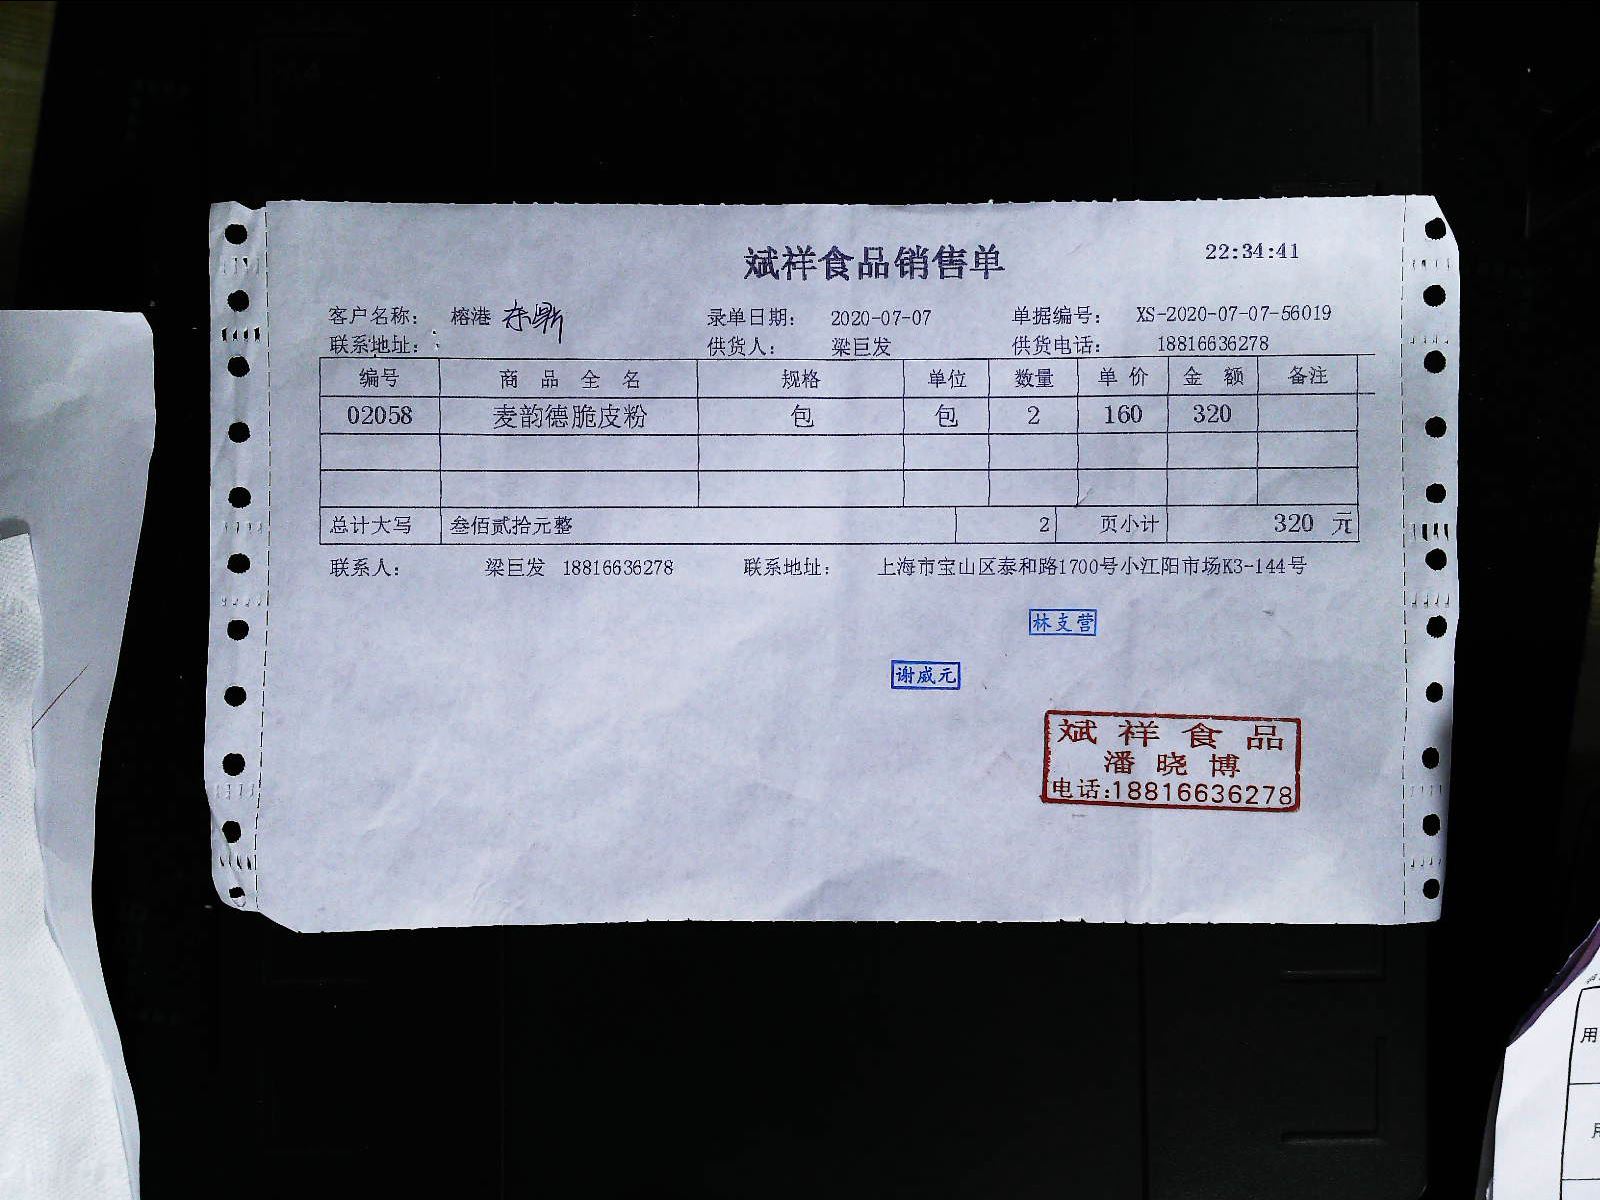 斌祥食品销售单 22:34:41
客户名称: 榕港 东鼎 录单日期: 2020-07-07 单据编号: XS-2020-07-07-56019
联系地址: 供货人: 梁巨发 供货电话: 18816636278
编号 商品全名 规格 单位 数量 单价 金额 备注
02058 麦韵德脆皮粉 包 包 2 160 320
总计大写 叁佰贰拾元整 2 页小计 320 元
联系人: 梁巨发 18816636278 联系地址: 上海市宝山区泰和路1700号小江阳市场K3-144号
林支营
谢威元
斌祥食品
潘晓博
电话:18816636278
用